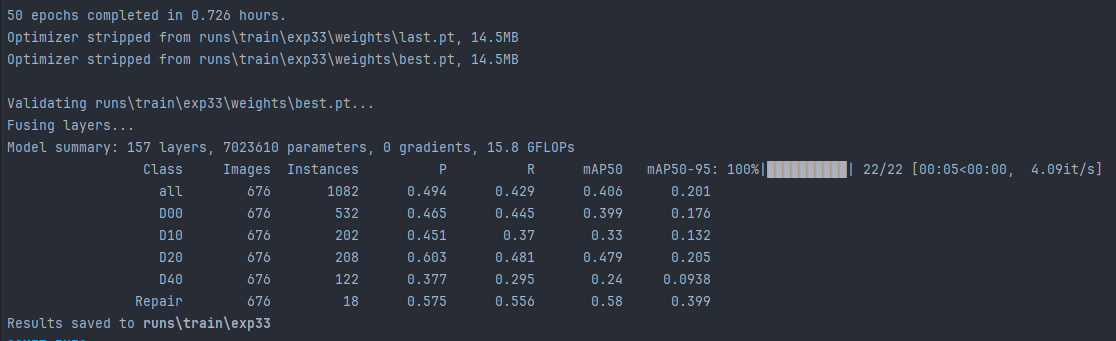 50 epochs completed in 0.726 hours.
Optimizer stripped from runs\train\exp33\weights\last.pt, 14.5MB
Optimizer stripped from runs\train\exp33\weights\best.pt, 14.5MB
Validating runs\train\exp33\weights\best.pt...
Fusing layers...
Model summary: 157 layers, 7023610 parameters, 0 gradients, 15.8 GFLOPs
Class Images Instances P R mAP50 mAP50-95: 100%|██████████| 22/22 [00:05<00:00, 4.09it/s]
all 676 1082 0.494 0.429 0.406 0.201
D00 676 532 0.465 0.445 0.399 0.176
D10 676 202 0.451 0.37 0.33 0.132
D20 676 208 0.603 0.481 0.479 0.205
D40 676 122 0.377 0.295 0.24 0.0938
Repair 676 18 0.575 0.556 0.58 0.399
Results saved to runs\train\exp33